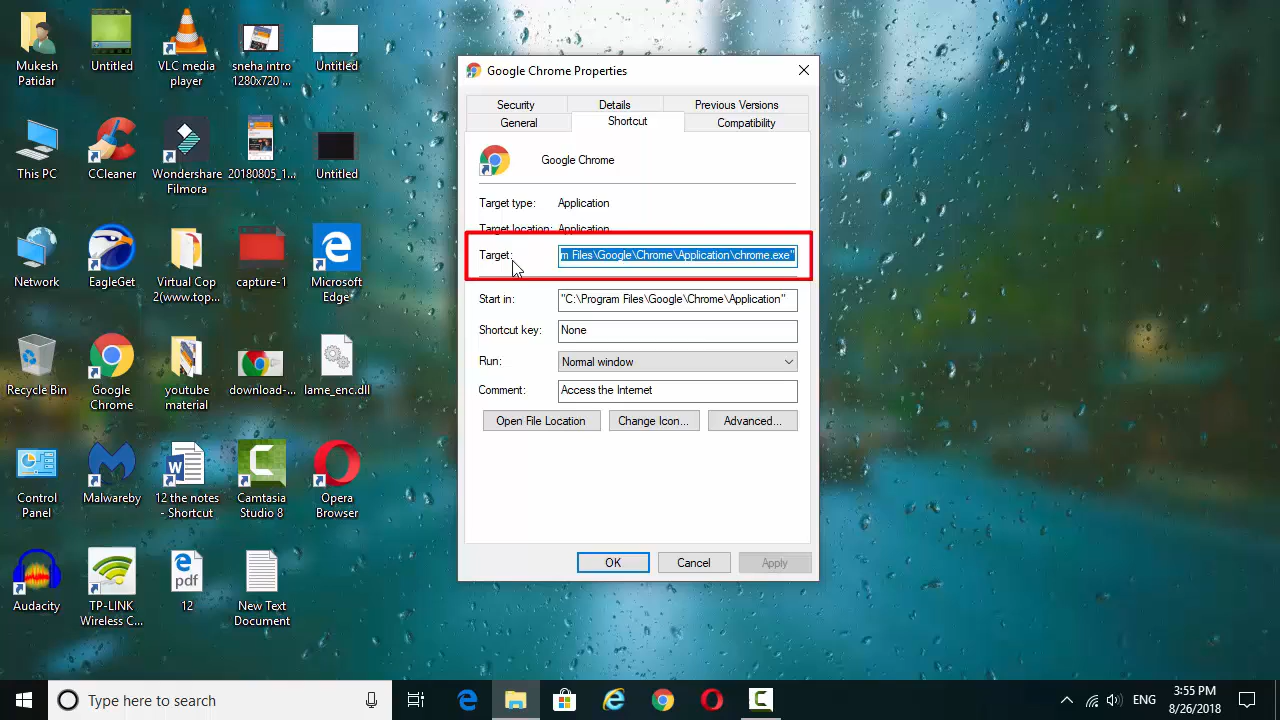 Mukesh
Patidar
Untitled
VLC media
player
sneha intro
1280x720 ...
Untitled
This PC
CCleaner
Wondershare
Filmora
20180805_1...
Untitled
Network
EagleGet
Virtual Cop
2(www.top...
capture-1
Microsoft
Edge
Recycle Bin
Google
Chrome
youtube
material
download-...
lame_enc.dll
Control
Panel
Malwareby
12 the notes
- Shortcut
Camtasia
Studio 8
Opera
Browser
Audacity
TP-LINK
Wireless C...
pdf
12
New Text
Document
Google Chrome Properties
Security
Details
Previous Versions
General
Shortcut
Compatibility
Google Chrome
Target type: Application
Target location: Application
Target: m Files\Google\Chrome\Application\chrome.exe"
Start in: "C:\Program Files\Google\Chrome\Application"
Shortcut key: None
Run: Normal window
Comment: Access the Internet
Open File Location
Change Icon...
Advanced...
OK
Cancel
Apply
Type here to search
ENG
3:55 PM
8/26/2018